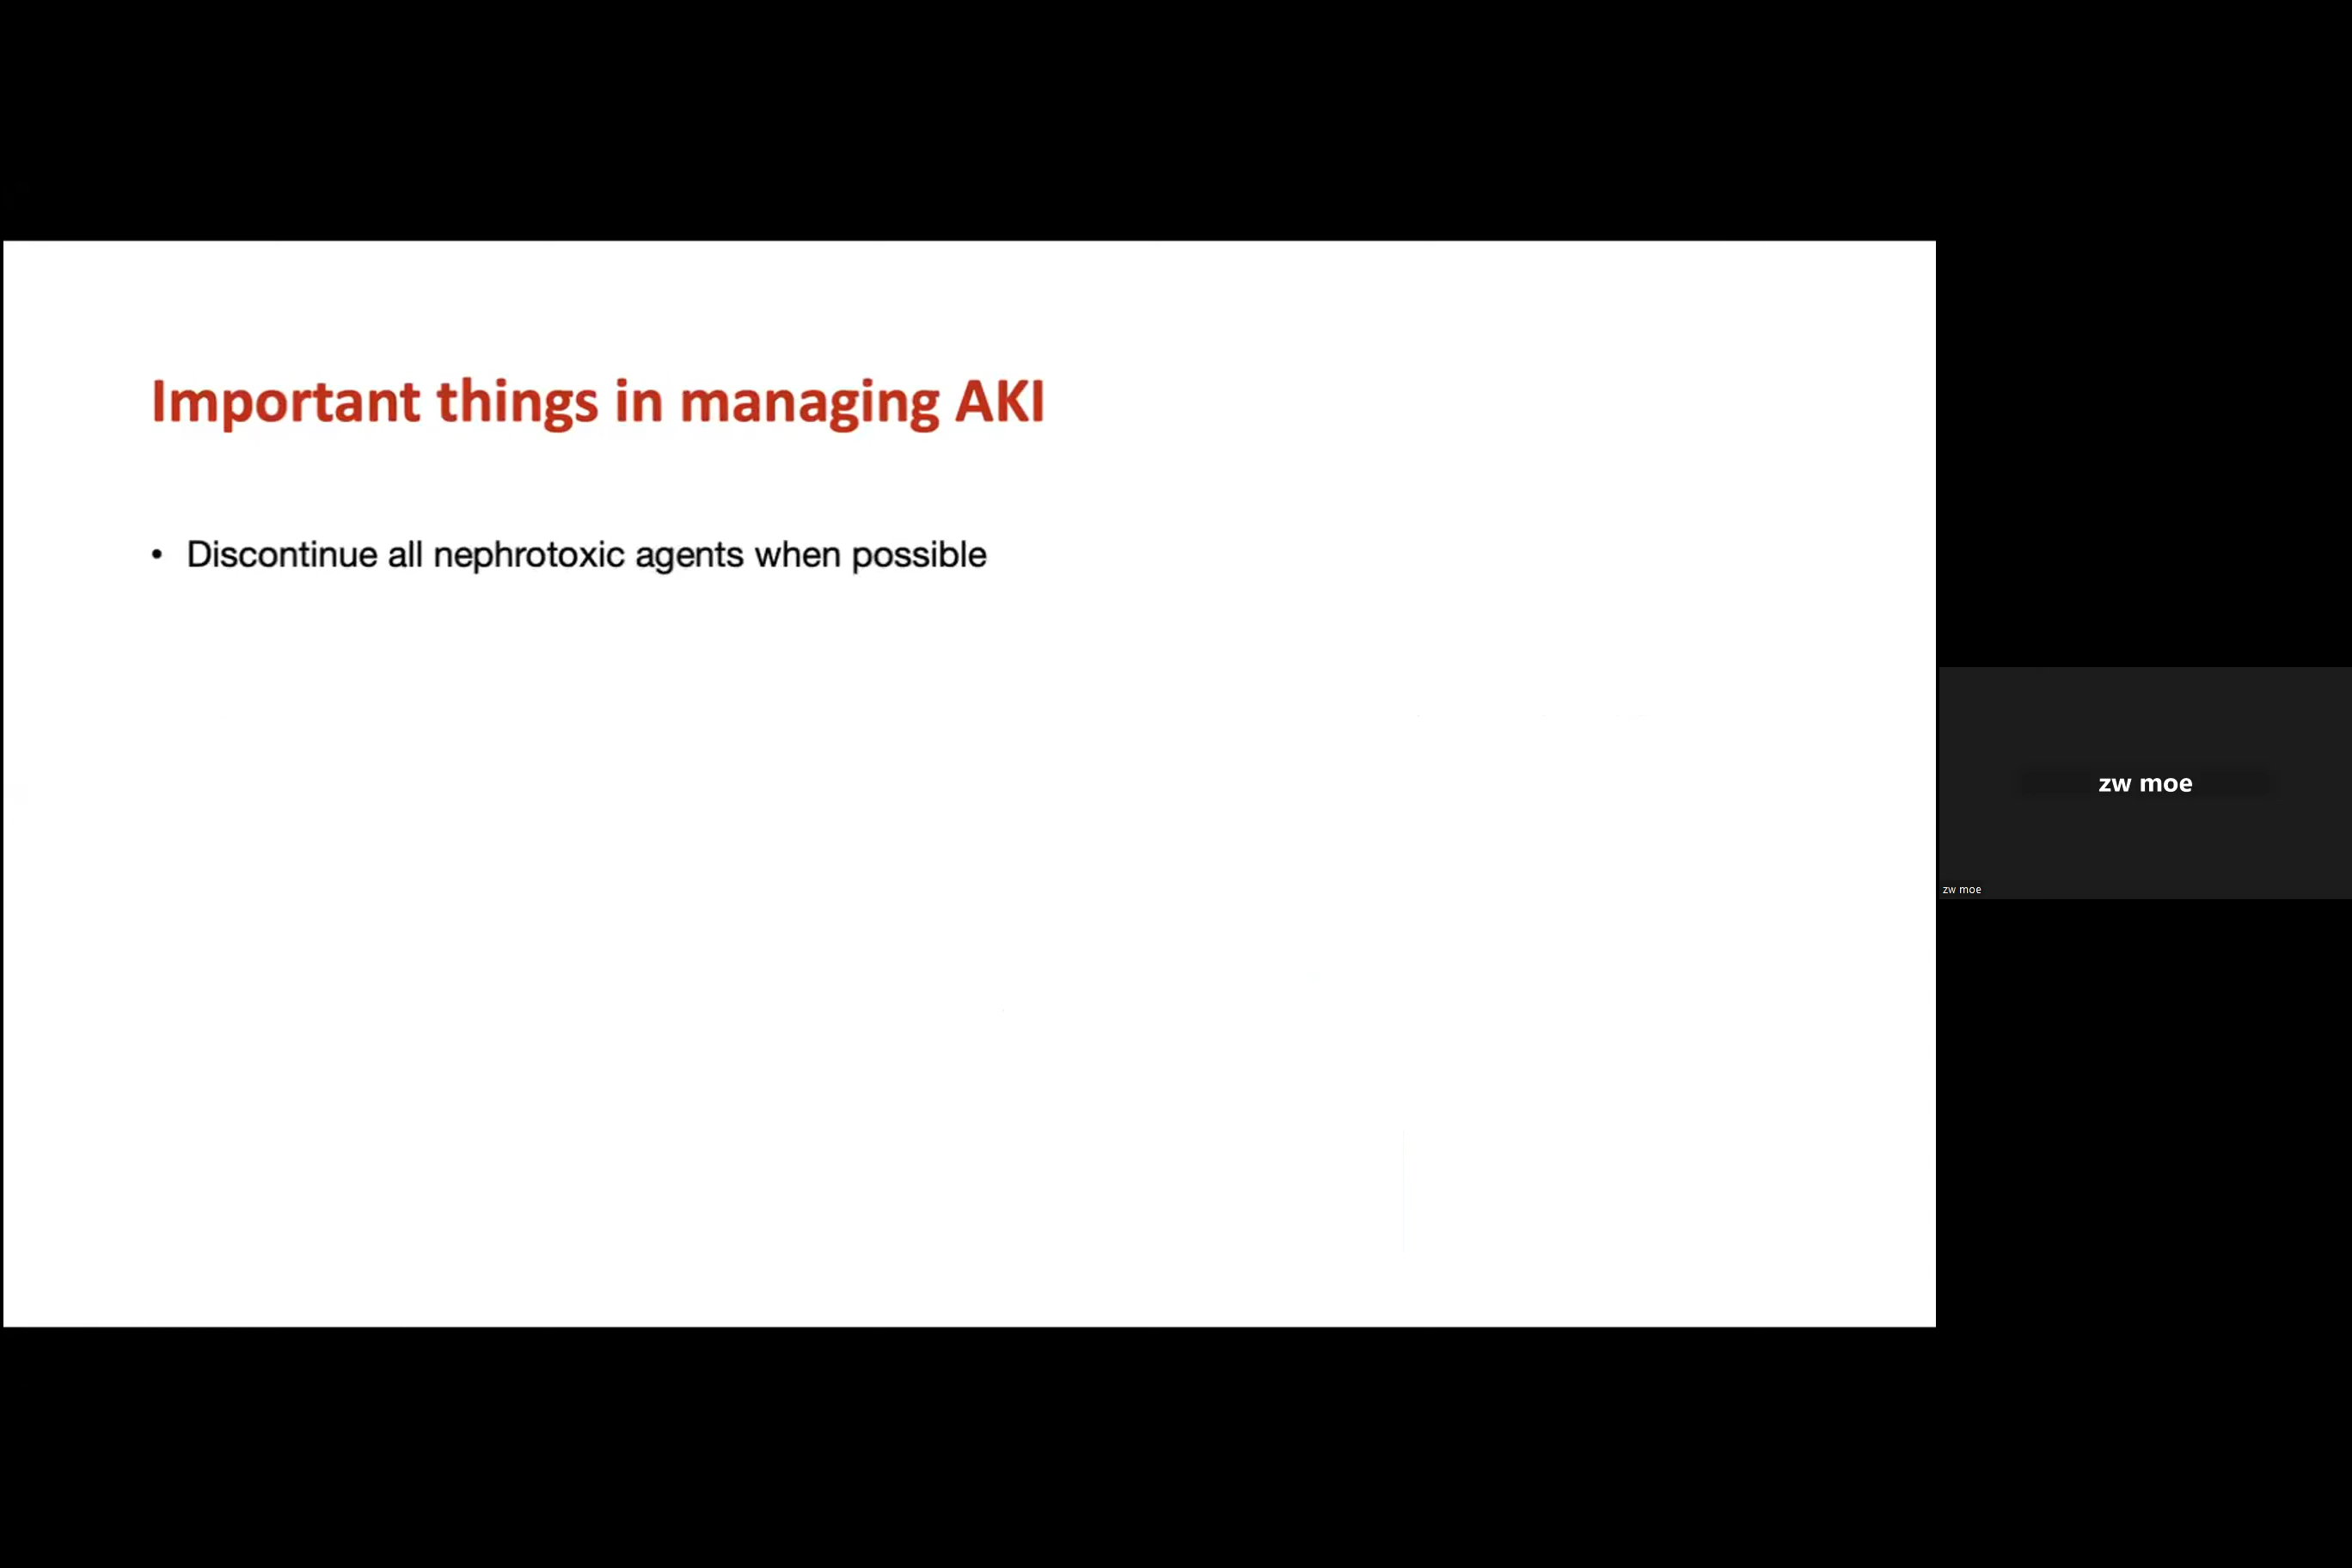 Important things in managing AKI
• Discontinue all nephrotoxic agents when possible
zw moe
zw moe